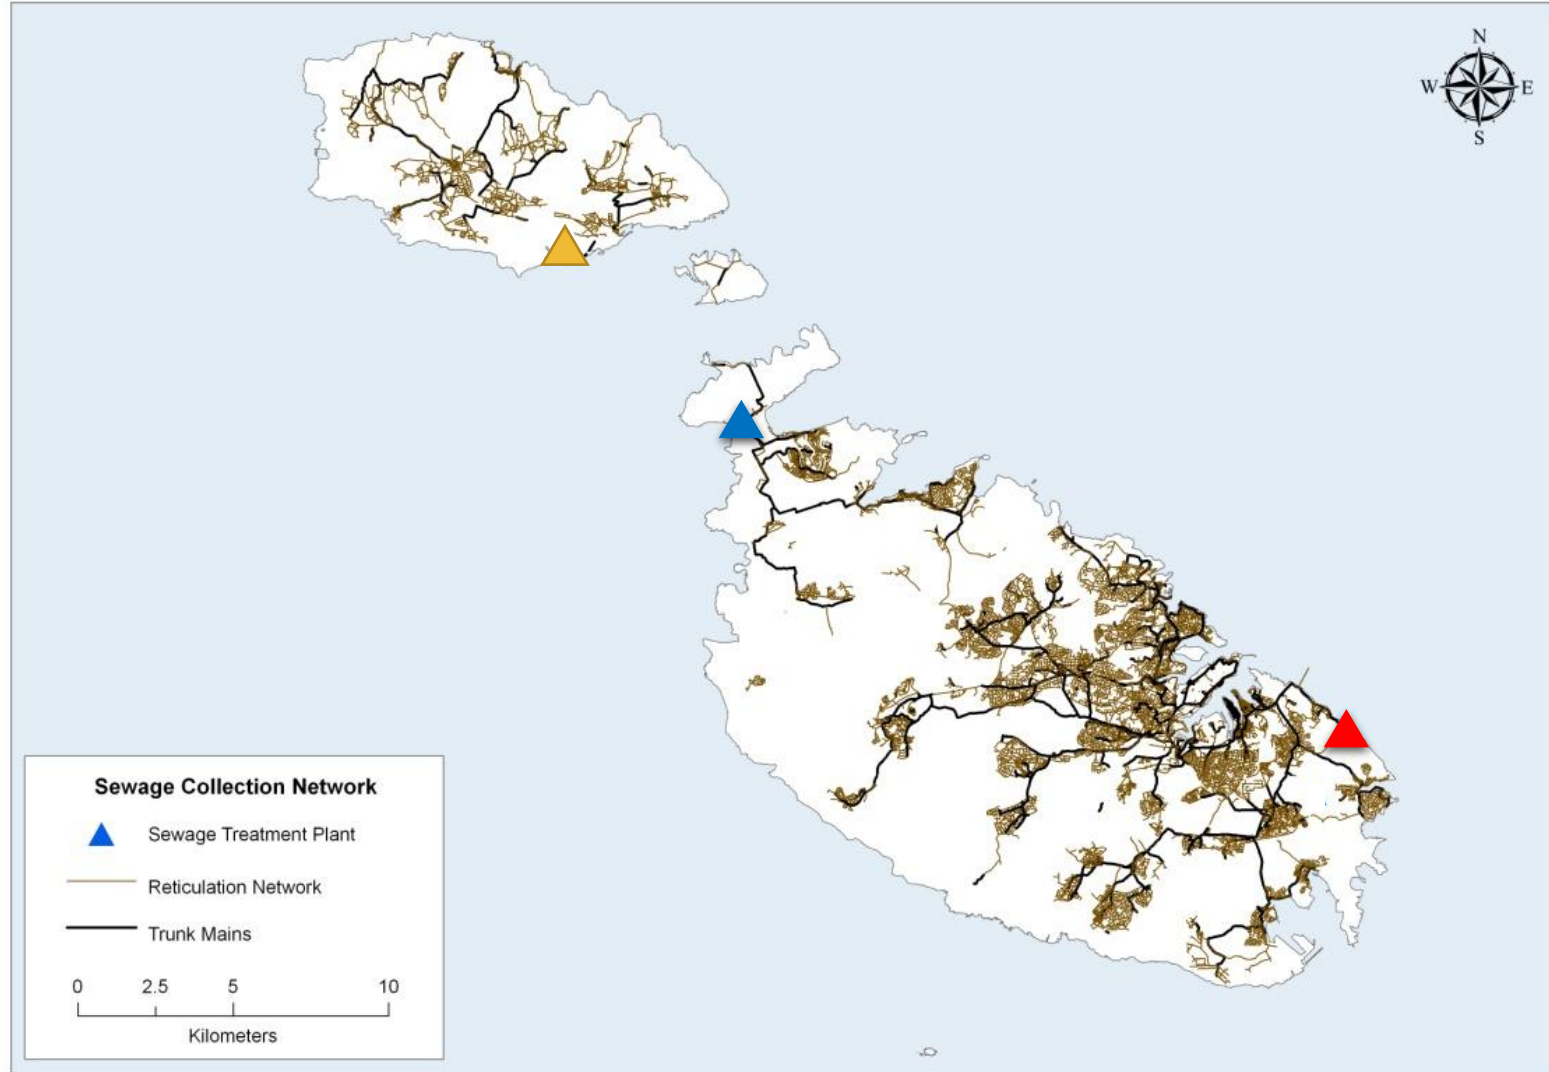 N
W E
S
Sewage Collection Network
Sewage Treatment Plant
Reticulation Network
Trunk Mains
0 2.5 5 10
Kilometers